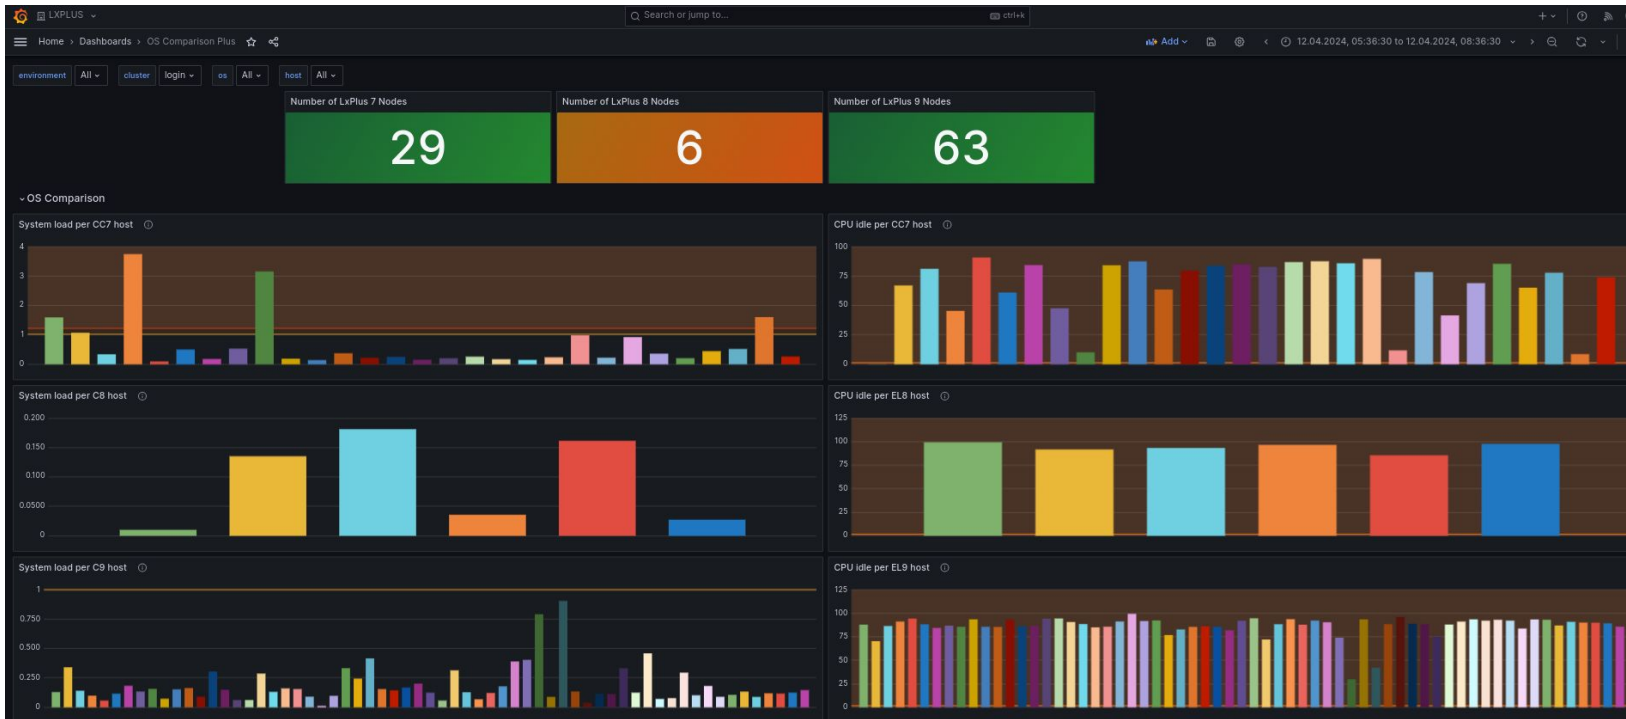 LXPLUS
Search or jump to...
ctrl+k
Home › Dashboards › OS Comparison Plus
Add
12.04.2024, 05:36:30 to 12.04.2024, 08:36:30
environment All cluster login os All host All
Number of LxPlus 7 Nodes
29
Number of LxPlus 8 Nodes
6
Number of LxPlus 9 Nodes
63
OS Comparison
System load per CC7 host
4
3
2
1
0
CPU idle per CC7 host
100
75
50
25
0
System load per C8 host
0.200
0.150
0.100
0.0500
0
CPU idle per EL8 host
125
100
75
50
25
0
System load per C9 host
1
0.750
0.500
0.250
0
CPU idle per EL9 host
125
100
75
50
25
0